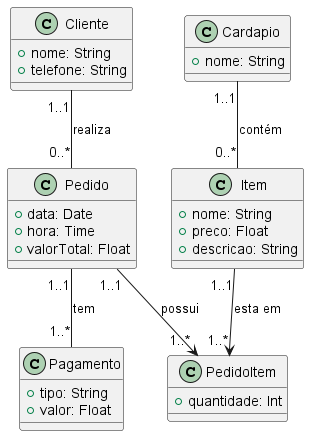 C Cliente
nome: String
telefone: String
C Cardapio
nome: String
1..1
1..1
realiza
contém
0..*
0..*
C Pedido
data: Date
hora: Time
valorTotal: Float
C Item
nome: String
preco: Float
descricao: String
1..1
1..1
1..1
tem
possui
esta em
1..*
1..*
1..*
C Pagamento
tipo: String
valor: Float
C PedidoItem
quantidade: Int